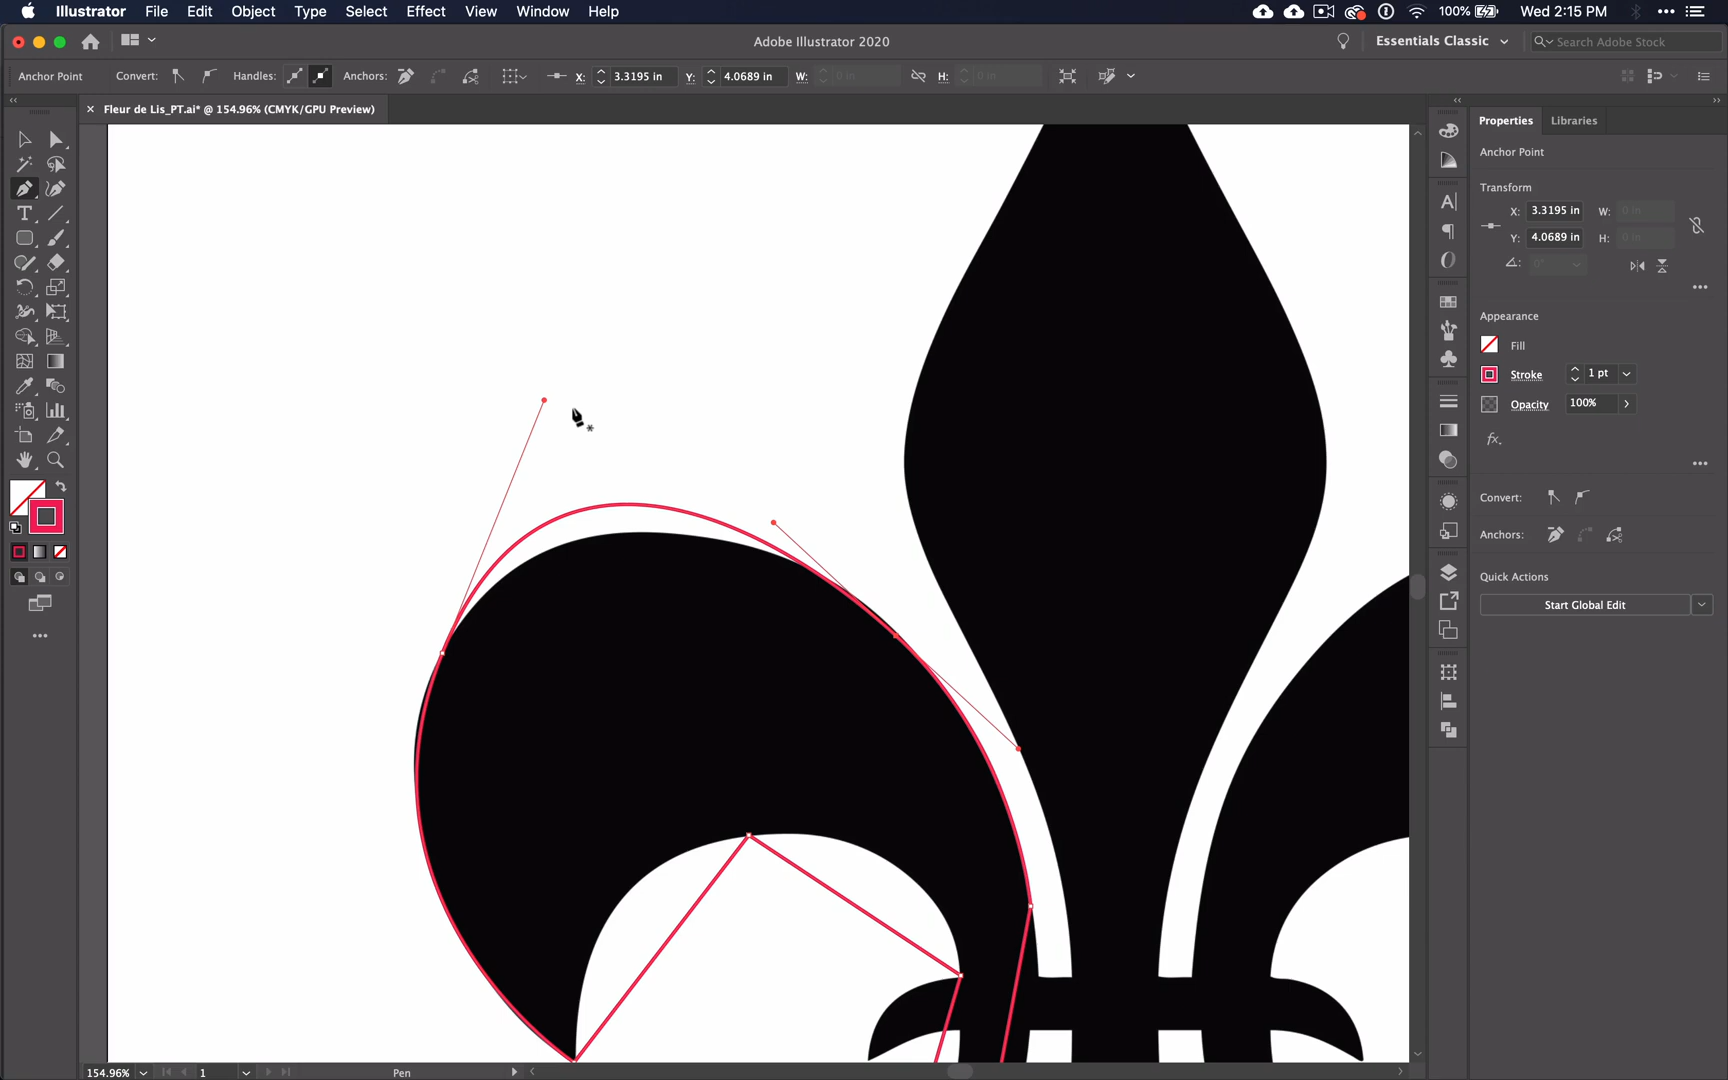 Illustrator File Edit Object Type Select Effect View Window Help 100% Wed 2:15 PM
Adobe Illustrator 2020 Essentials Classic Search Adobe Stock
Anchor Point Convert: Handles: Anchors: X: 3.3195 in Y: 4.0689 in W: 0 in H: 0 in
× Fleur de Lis_PT.ai* @ 154.96% (CMYK/GPU Preview)
Properties Libraries
Anchor Point
Transform
X: 3.3195 in W: 0 in
Y: 4.0689 in H: 0 in
0°
Appearance
Fill
Stroke 1 pt
Opacity 100%
fx.
Convert:
Anchors:
Quick Actions
Start Global Edit
154.96% 1 Pen